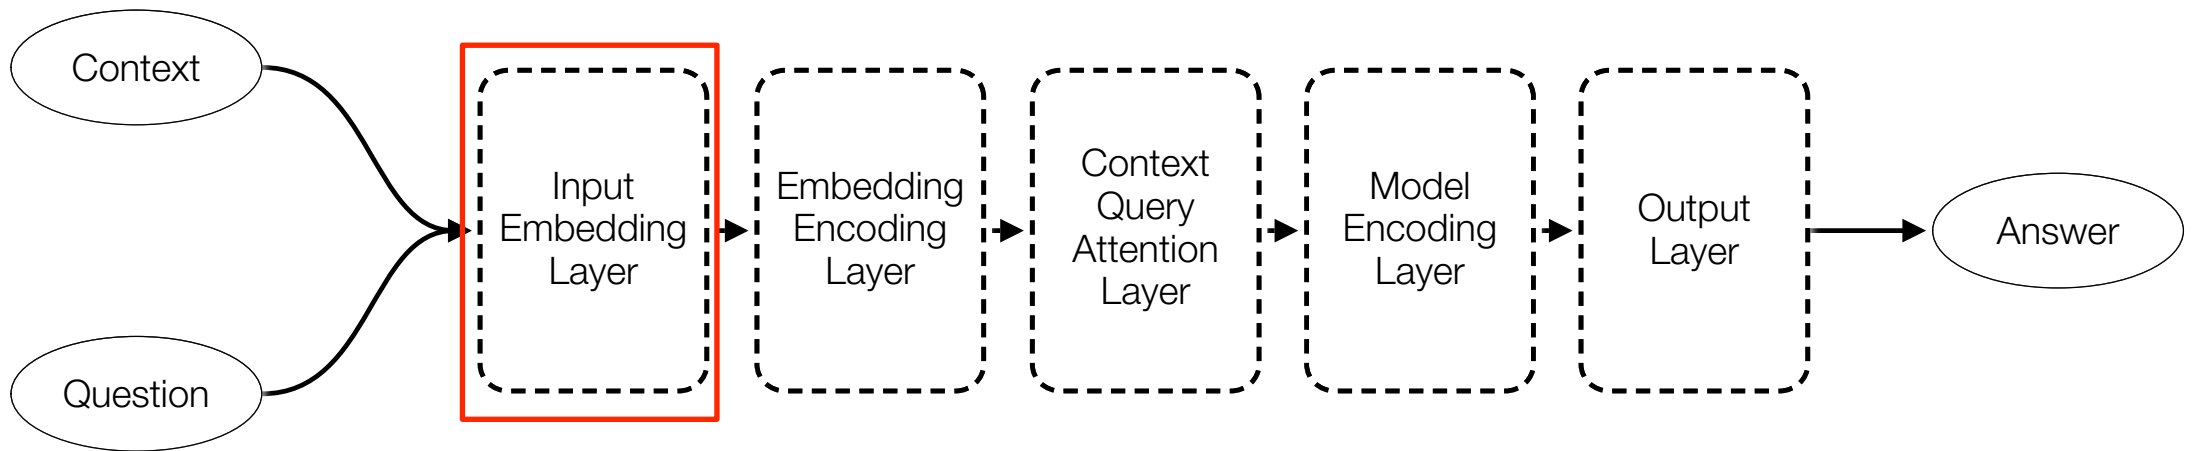 Context
Question
Input
Embedding
Layer
Embedding
Encoding
Layer
Context
Query
Attention
Layer
Model
Encoding
Layer
Output
Layer
Answer